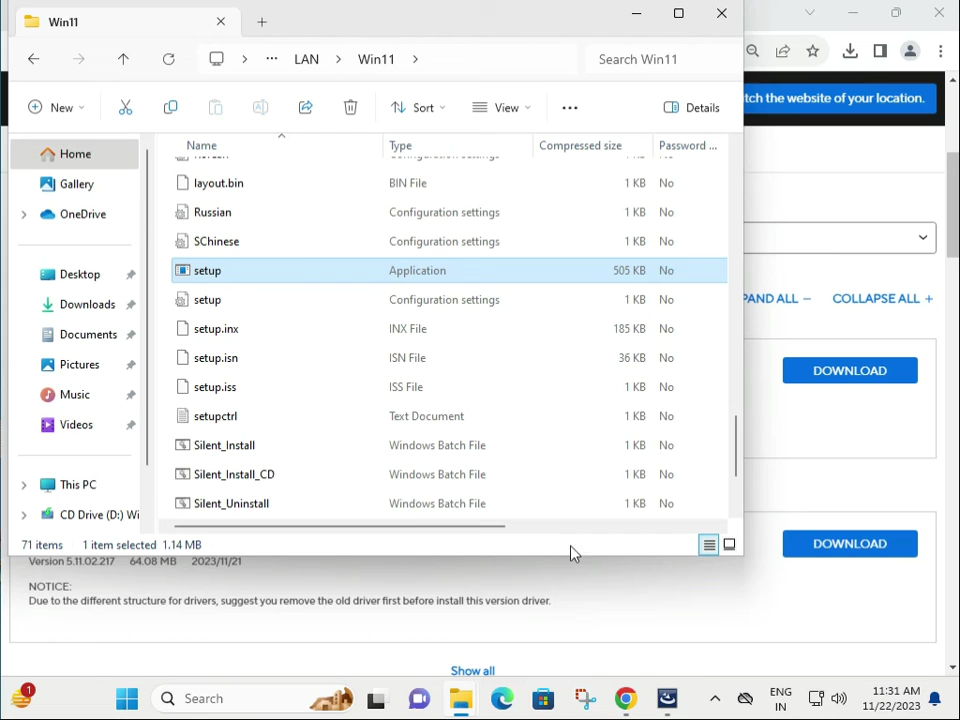 Win11
LAN > Win11 >
Search Win11
New
Sort
View
Details
tch the website of your location.
Name Type Compressed size Password ...
Home
Gallery
OneDrive
Desktop
Downloads
Documents
Pictures
Music
Videos
This PC
CD Drive (D:) Wi
Configuration settings 1 KB No
layout.bin BIN File 1 KB No
Russian Configuration settings 1 KB No
SChinese Configuration settings 1 KB No
setup Application 505 KB No
setup Configuration settings 1 KB No
setup.inx INX File 185 KB No
setup.isn ISN File 36 KB No
setup.iss ISS File 1 KB No
setupctrl Text Document 1 KB No
Silent_Install Windows Batch File 1 KB No
Silent_Install_CD Windows Batch File 1 KB No
Silent_Uninstall Windows Batch File 1 KB No
71 items 1 item selected 1.14 MB
PAND ALL − COLLAPSE ALL +
DOWNLOAD
DOWNLOAD
Version 5.11.02.217 64.08 MB 2023/11/21
NOTICE:
Due to the different structure for drivers, suggest you remove the old driver first before install this version driver.
Show all
1
Search
ENG
IN
11:31 AM
11/22/2023